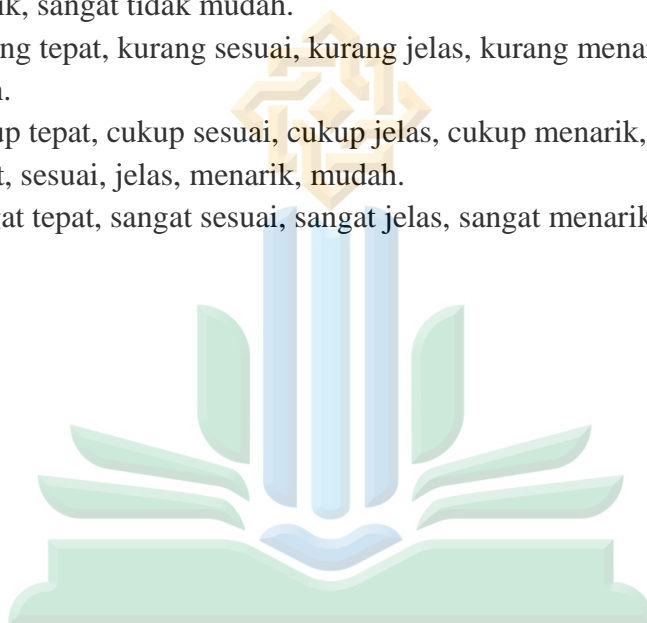 ik, sangat tidak mudah.
ng tepat, kurang sesuai, kurang jelas, kurang menar
.
up tepat, cukup sesuai, cukup jelas, cukup menarik,
t, sesuai, jelas, menarik, mudah.
gat tepat, sangat sesuai, sangat jelas, sangat menarik